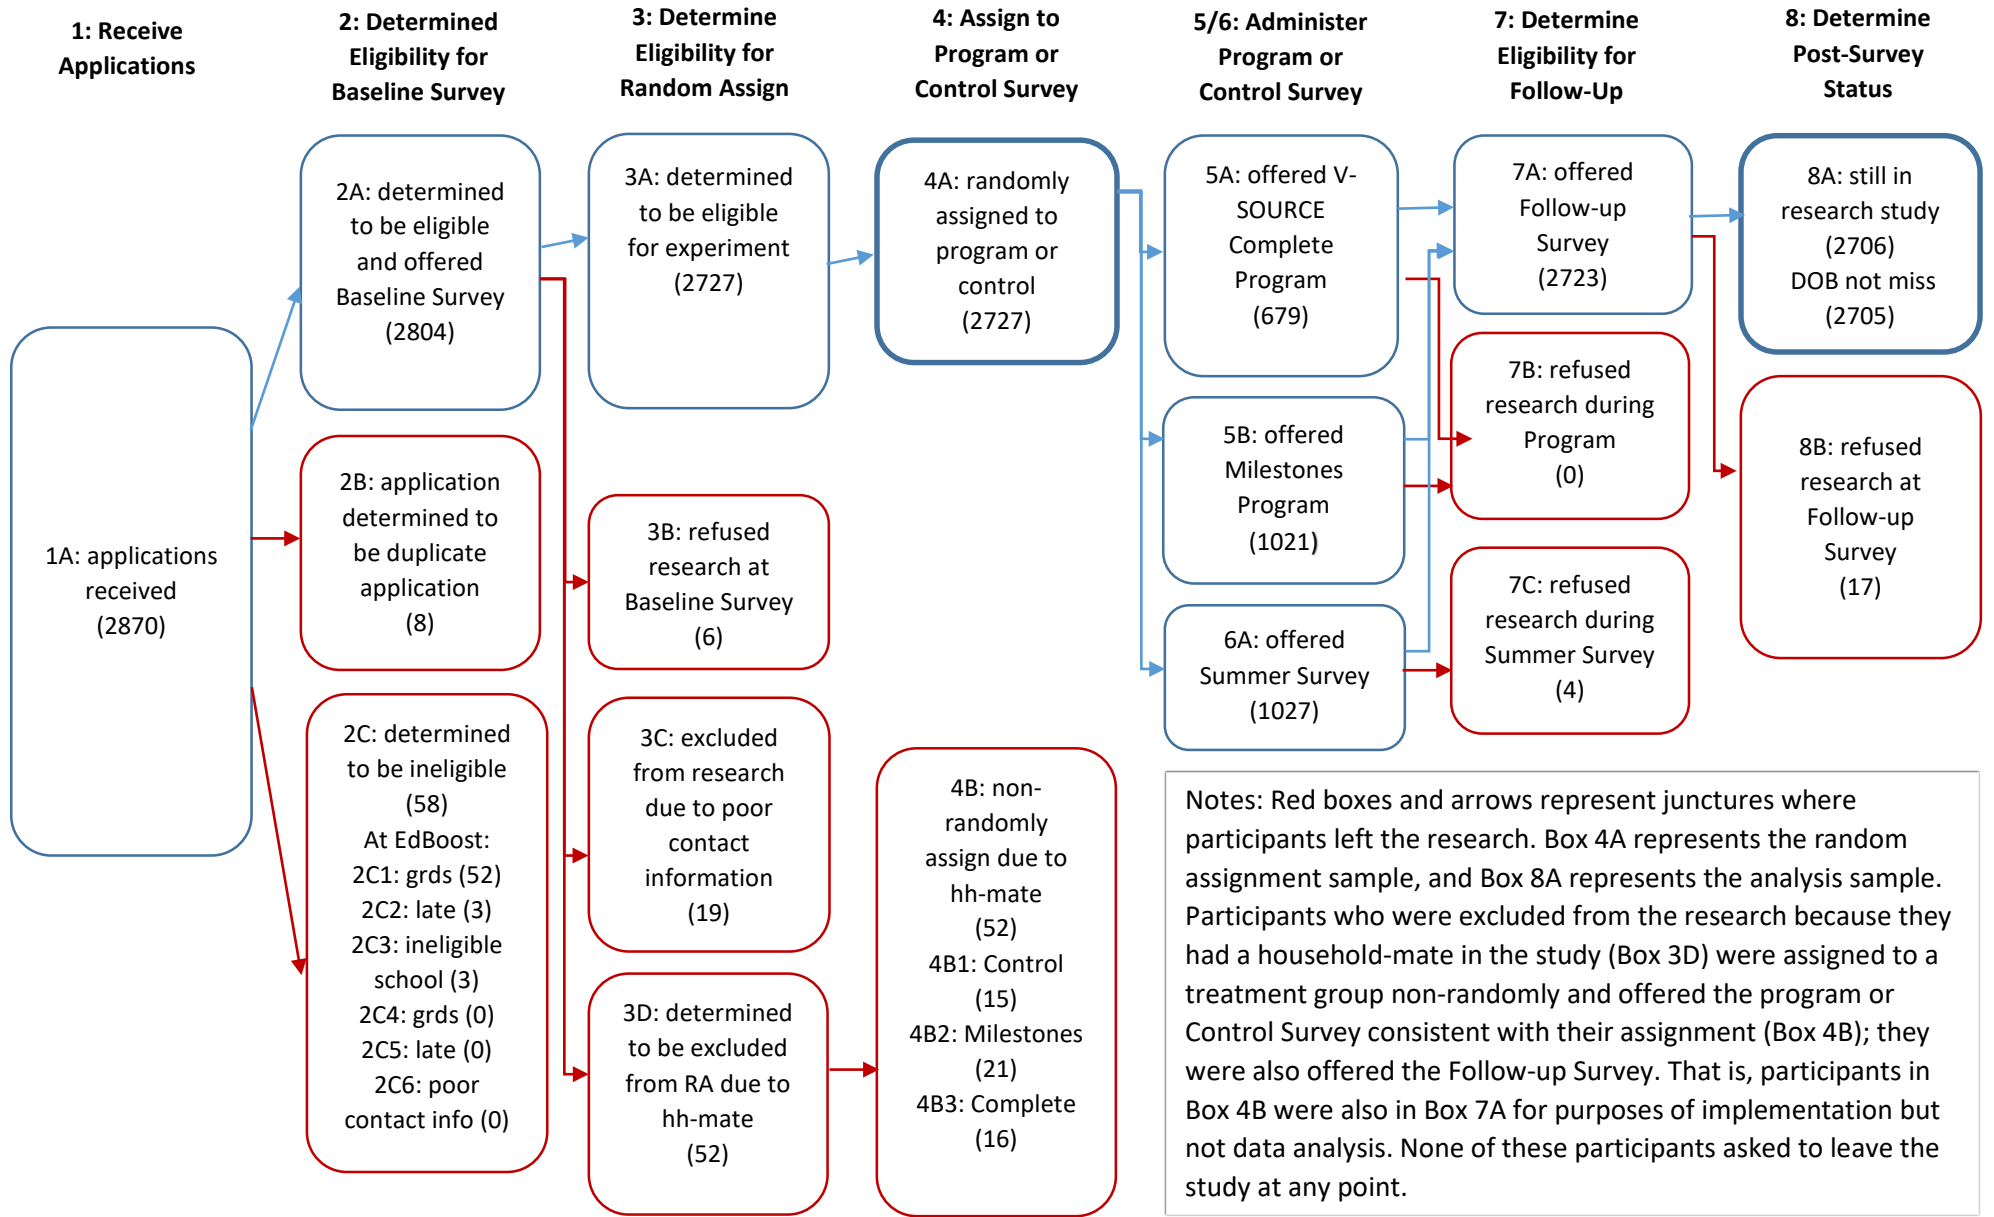 1: Receive
Applications
2: Determined
Eligibility for
Baseline Survey
3: Determine
Eligibility for
Random Assign
4: Assign to
Program or
Control Survey
5/6: Administer
Program or
Control Survey
7: Determine
Eligibility for
Follow-Up
8: Determine
Post-Survey
Status
1A: applications
received
(2870)
2A: determined
to be eligible
and offered
Baseline Survey
(2804)
2B: application
determined to
be duplicate
application
(8)
2C: determined
to be ineligible
(58)
At EdBoost:
2C1: grds (52)
2C2: late (3)
2C3: ineligible
school (3)
2C4: grds (0)
2C5: late (0)
2C6: poor
contact info (0)
3A: determined
to be eligible
for experiment
(2727)
3B: refused
research at
Baseline Survey
(6)
3C: excluded
from research
due to poor
contact
information
(19)
3D: determined
to be excluded
from RA due to
hh-mate
(52)
4A: randomly
assigned to
program or
control
(2727)
4B: non-
randomly
assign due to
hh-mate
(52)
4B1: Control
(15)
4B2: Milestones
(21)
4B3: Complete
(16)
5A: offered V-
SOURCE
Complete
Program
(679)
5B: offered
Milestones
Program
(1021)
6A: offered
Summer Survey
(1027)
7A: offered
Follow-up
Survey
(2723)
7B: refused
research during
Program
(0)
7C: refused
research during
Summer Survey
(4)
8A: still in
research study
(2706)
DOB not miss
(2705)
8B: refused
research at
Follow-up
Survey
(17)
Notes: Red boxes and arrows represent junctures where
participants left the research. Box 4A represents the random
assignment sample, and Box 8A represents the analysis sample.
Participants who were excluded from the research because they
had a household-mate in the study (Box 3D) were assigned to a
treatment group non-randomly and offered the program or
Control Survey consistent with their assignment (Box 4B); they
were also offered the Follow-up Survey. That is, participants in
Box 4B were also in Box 7A for purposes of implementation but
not data analysis. None of these participants asked to leave the
study at any point.